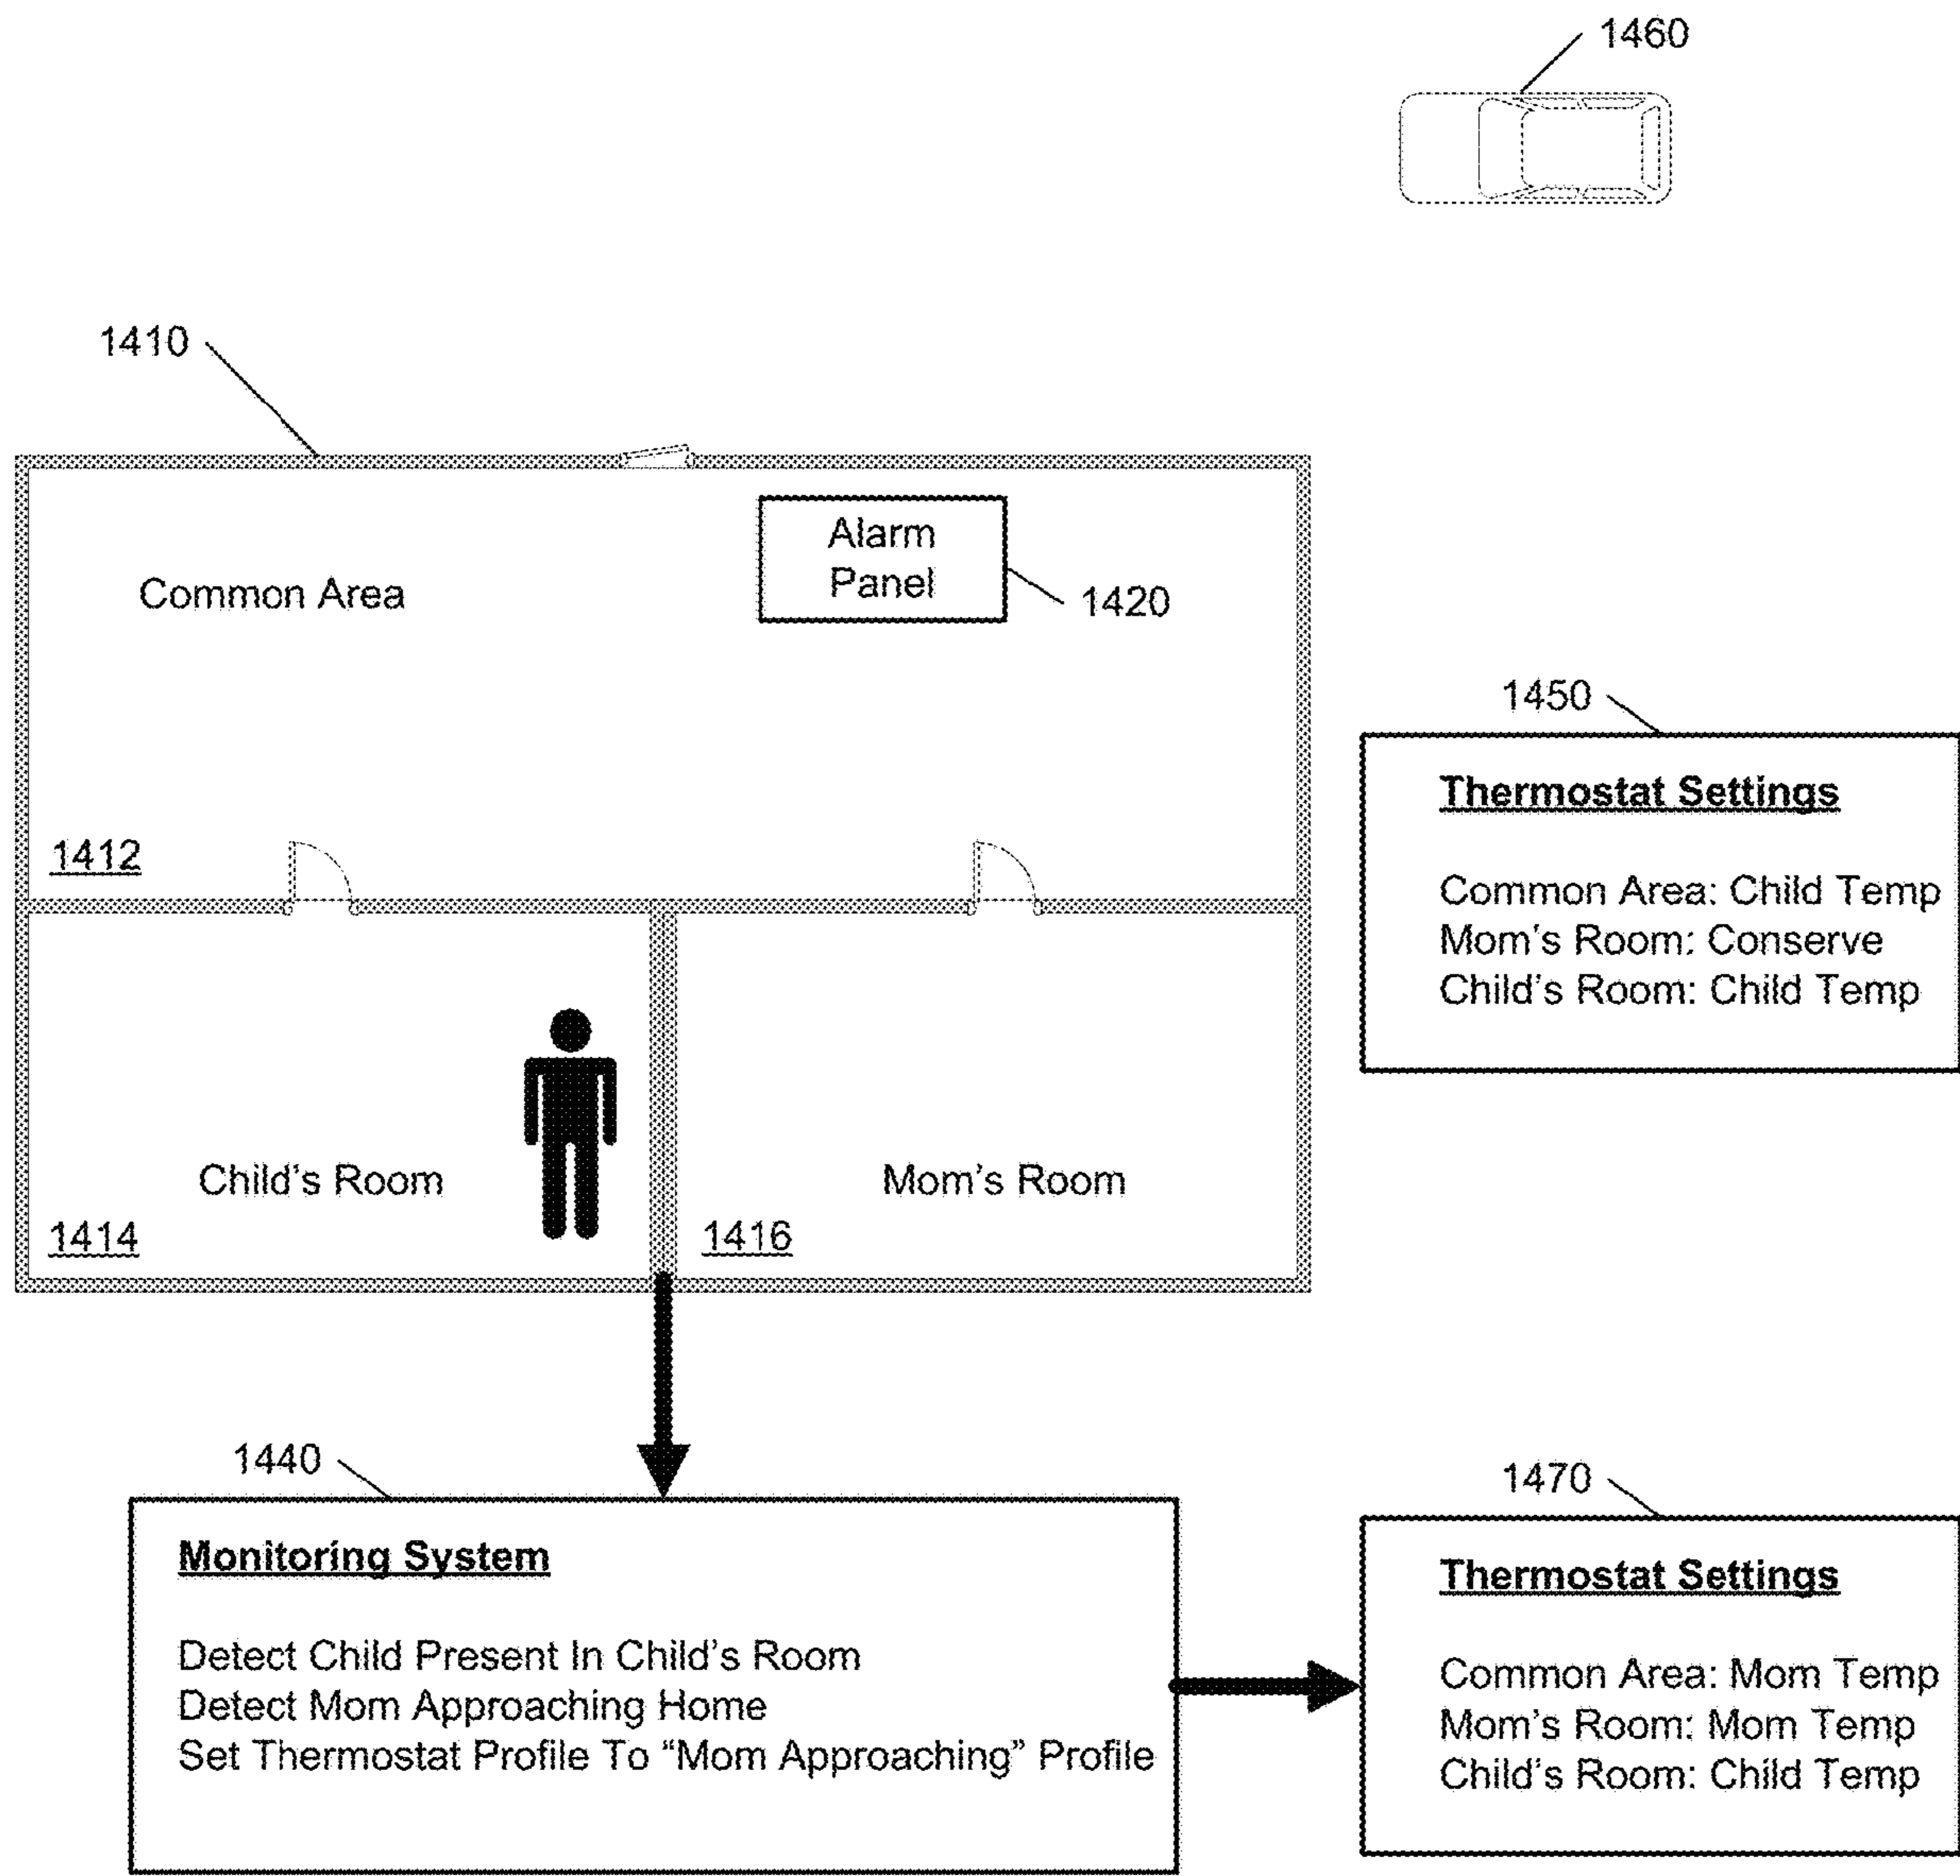 1460
1410
Alarm
Panel
Common Area
1420
1450
Thermostat Settings
1412
Common Area: Child Temp
Mom's Room: Conserve
Child's Room: Child Temp
Child's Room
Mom's Room
1414
1416
1440
1470
Monitoring System
Detect Child Present In Child's Room
Detect Mom Approaching Home
Set Thermostat Profile To “Mom Approaching” Profile
Thermostat Settings
Common Area: Mom Temp
Mom's Room: Mom Temp
Child's Room: Child Temp